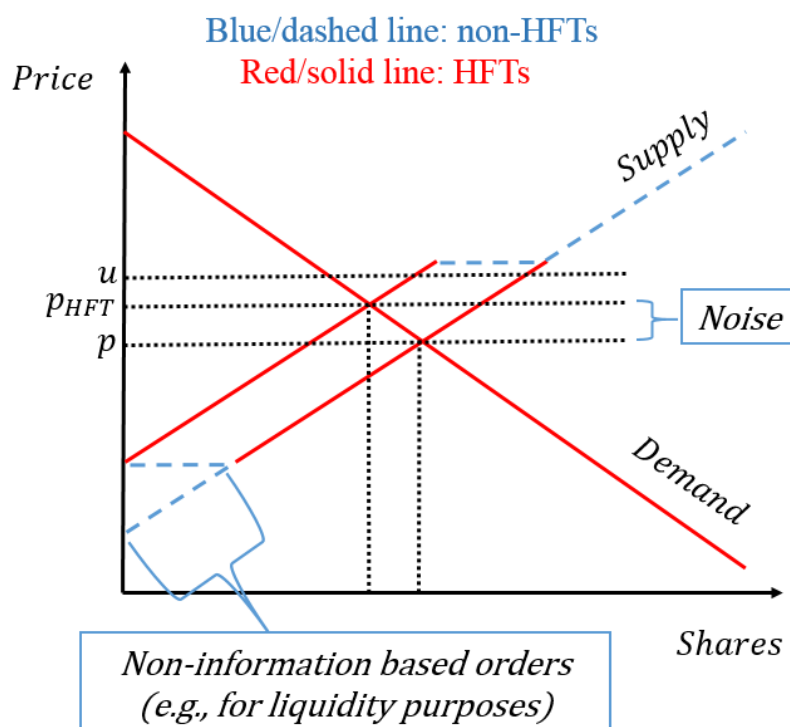 Blue/dashed line: non-HFTs
Red/solid line: HFTs
Price
Supply
u
p_HFT
Noise
p
Demand
Shares
Non-information based orders
(e.g., for liquidity purposes)